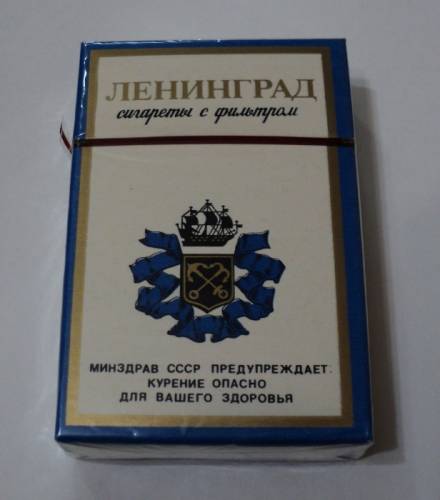 ЛЕНИНГРАД
сигареты с фильтром
МИНЗДРАВ СССР ПРЕДУПРЕЖДАЕТ:
КУРЕНИЕ ОПАСНО
ДЛЯ ВАШЕГО ЗДОРОВЬЯ